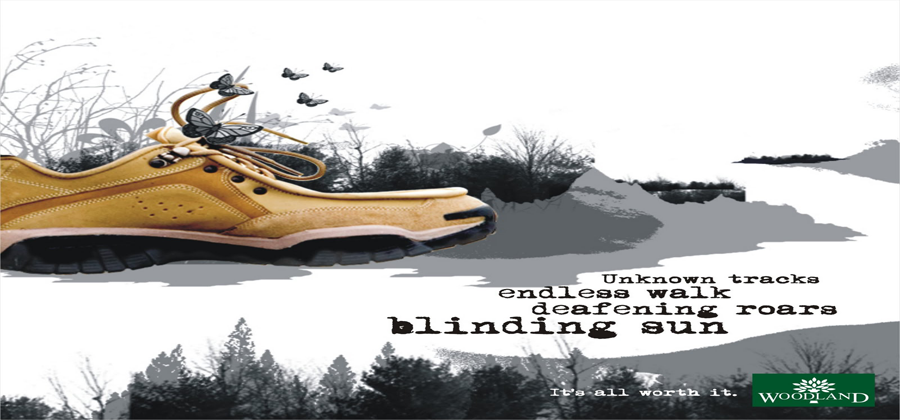 Unknown tracks
endless walk
deafening roars
blinding sun
It's all worth it.
WOODLAND